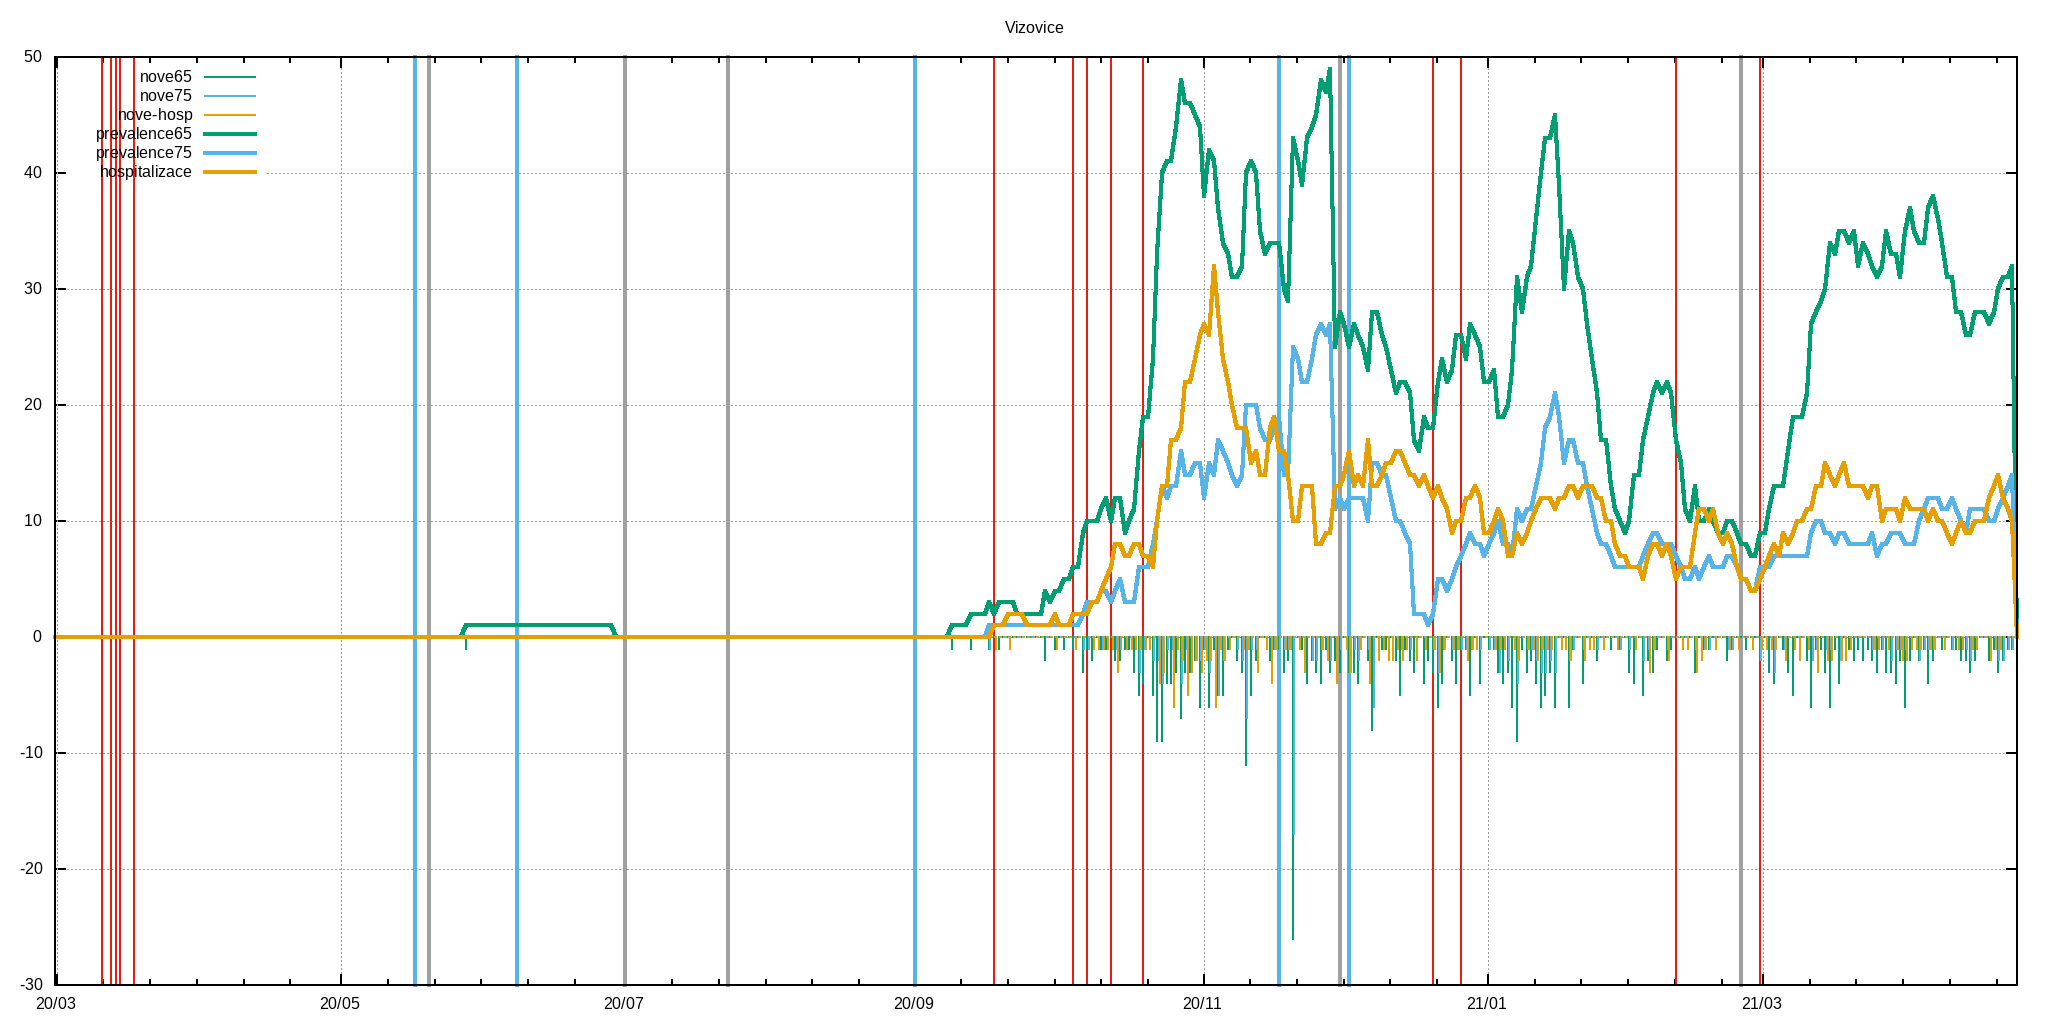 Vizovice
50
nove65
nove75
nove-hosp
prevalence65
prevalence75
hospitalizace
40
30
20
10
0
-10
-20
-30
20/03 20/05 20/07 20/09 20/11 21/01 21/03